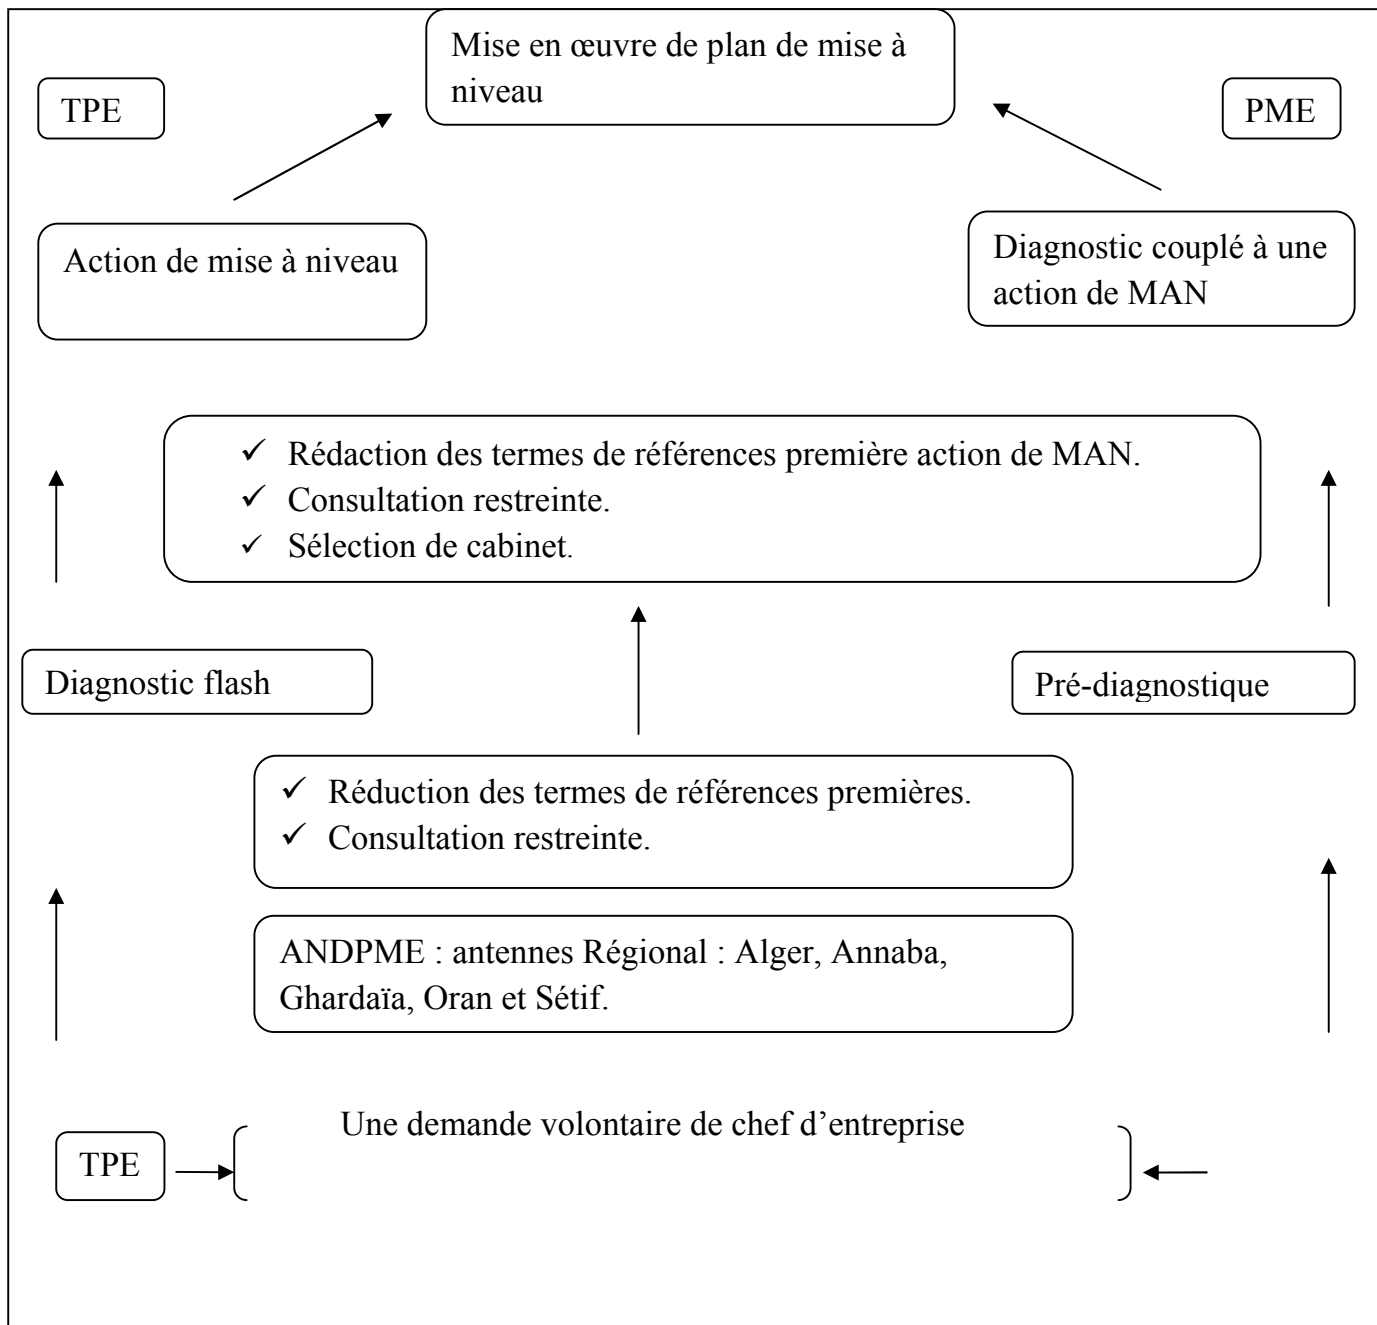 Mise en œuvre de plan de mise à
niveau
TPE
PME
Action de mise à niveau
Diagnostic couplé à une
action de MAN
✓ Rédaction des termes de références première action de MAN.
✓ Consultation restreinte.
✓ Sélection de cabinet.
Diagnostic flash
Pré-diagnostique
✓ Réduction des termes de références premières.
✓ Consultation restreinte.
ANDPME : antennes Régional : Alger, Annaba,
Ghardaïa, Oran et Sétif.
Une demande volontaire de chef d’entreprise
TPE